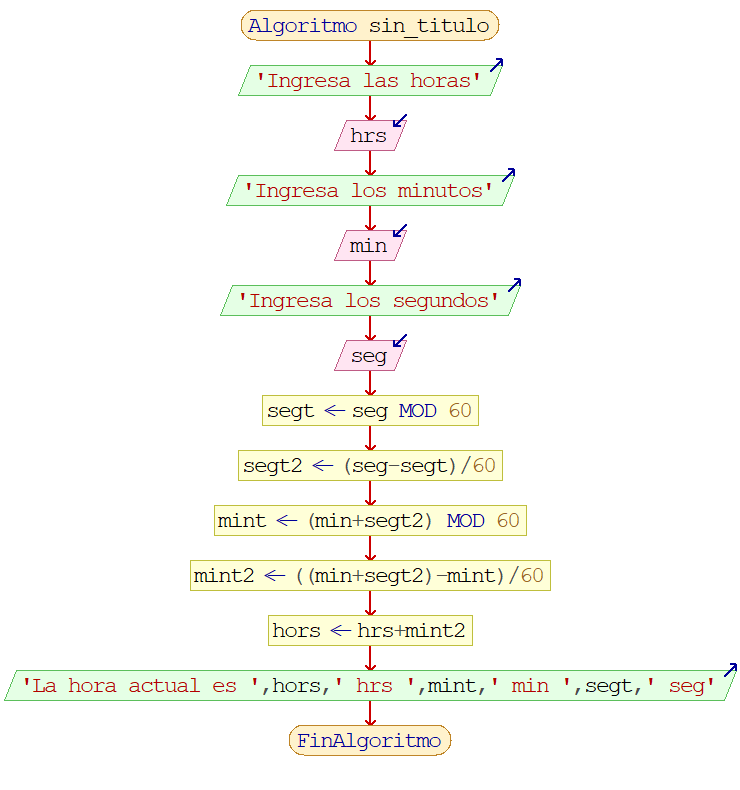 Algoritmo sin_titulo
'Ingresa las horas'
hrs
'Ingresa los minutos'
min
'Ingresa los segundos'
seg
segt ← seg MOD 60
segt2 ← (seg-segt)/60
mint ← (min+segt2) MOD 60
mint2 ← ((min+segt2)-mint)/60
hors ← hrs+mint2
'La hora actual es ',hors,' hrs ',mint,' min ',segt,' seg'
FinAlgoritmo